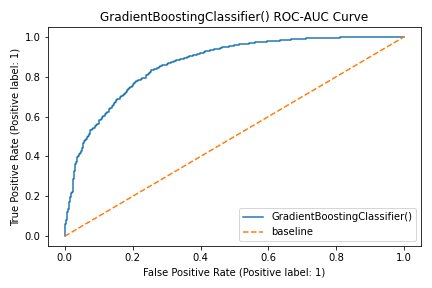 GradientBoostingClassifier() ROC-AUC Curve
True Positive Rate (Positive label: 1)
1.0
0.8
0.6
0.4
0.2
0.0
GradientBoostingClassifier()
baseline
0.0 0.2 0.4 0.6 0.8 1.0
False Positive Rate (Positive label: 1)